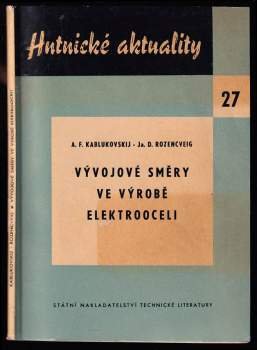 Hutnické aktuality
27
A. F. KABLUKOVSKIJ - Ja. D. ROZENCVEIG
VÝVOJOVÉ SMĚRY
VE VÝROBĚ
ELEKTROOCELI
STÁTNÍ NAKLADATELSTVÍ TECHNICKÉ LITERATURY